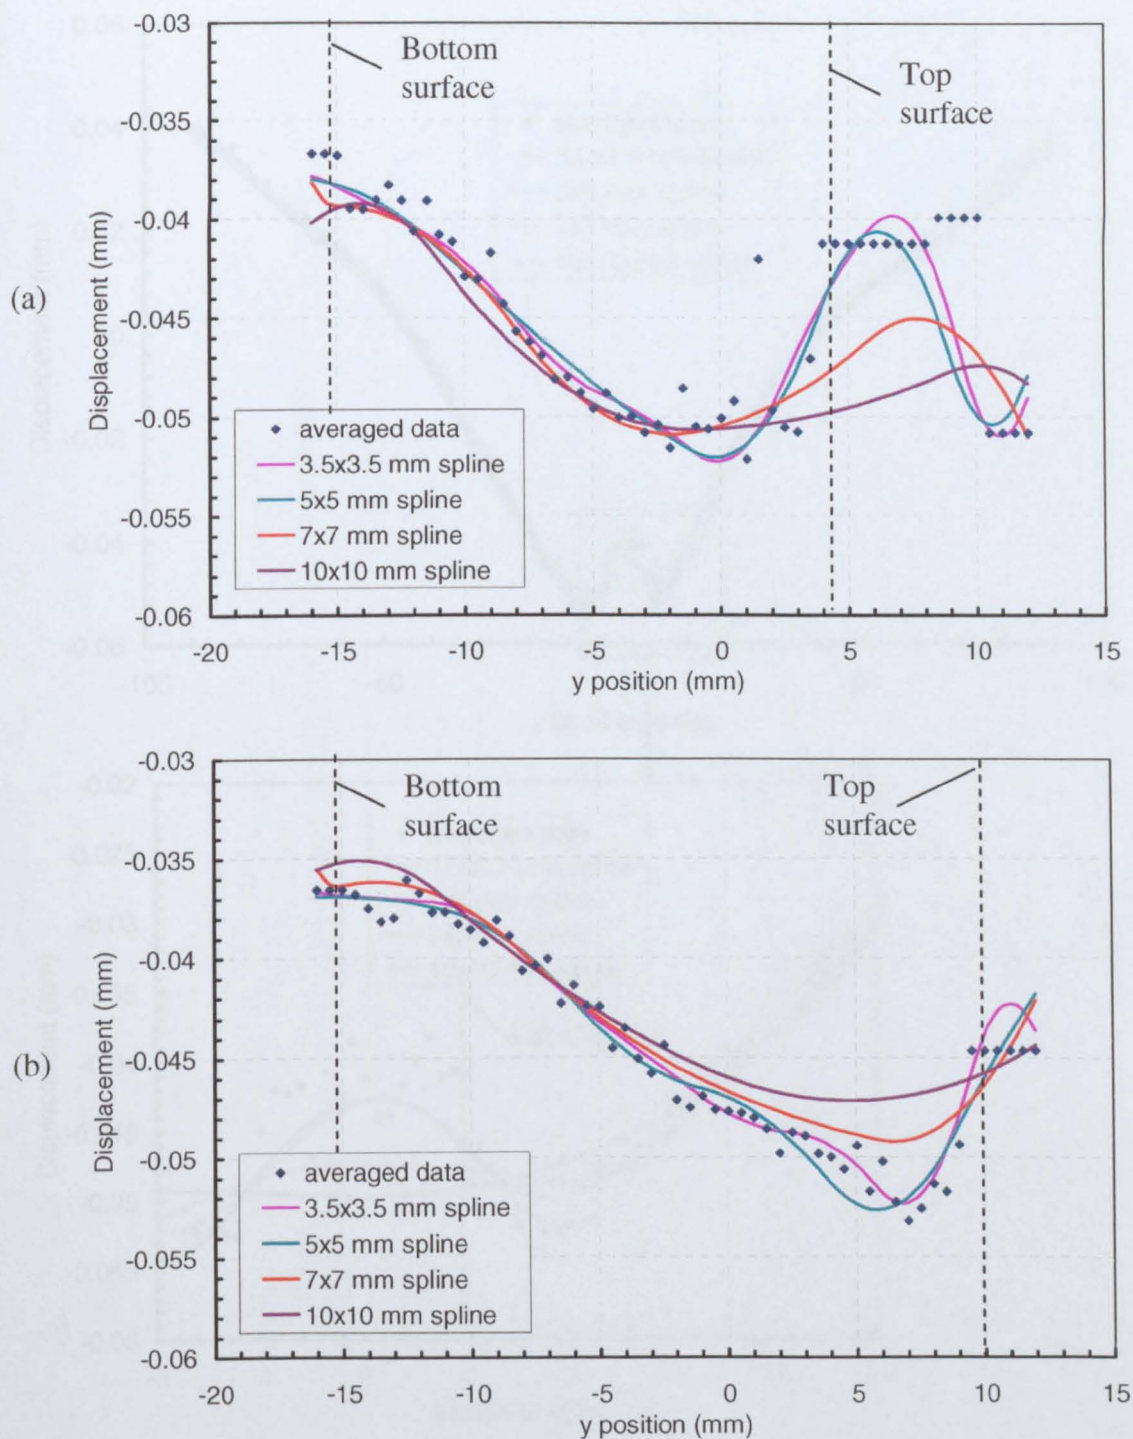 (a)
Displacement (mm)
-0.03
-0.035
-0.04
-0.045
-0.05
-0.055
-0.06
Bottom
surface
Top
surface
averaged data
3.5x3.5 mm spline
5x5 mm spline
7x7 mm spline
10x10 mm spline
-20
-15
-10
-5
0
5
10
15
y position (mm)
(b)
Displacement (mm)
-0.03
-0.035
-0.04
-0.045
-0.05
-0.055
-0.06
Bottom
surface
Top
surface
averaged data
3.5x3.5 mm spline
5x5 mm spline
7x7 mm spline
10x10 mm spline
-20
-15
-10
-5
0
5
10
15
y position (mm)